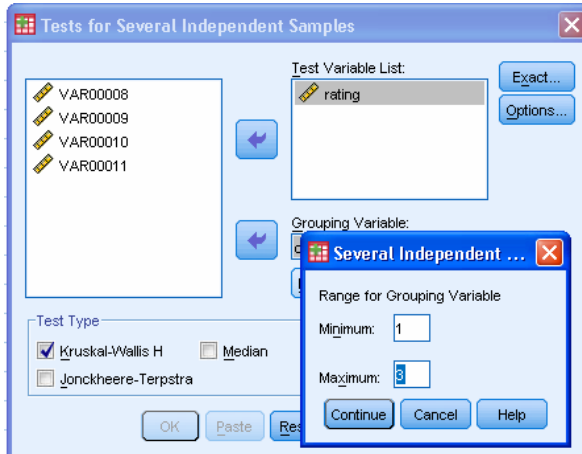 Tests for Several Independent Samples
Test Variable List:
VAR00008
VAR00009
VAR00010
VAR00011
rating
Exact...
Options...
Grouping Variable:
Several Independent ...
Range for Grouping Variable
Minimum: 1
Maximum: 3
Continue Cancel Help
Test Type
Kruskal-Wallis H Median
Jonckheere-Terpstra
OK Paste